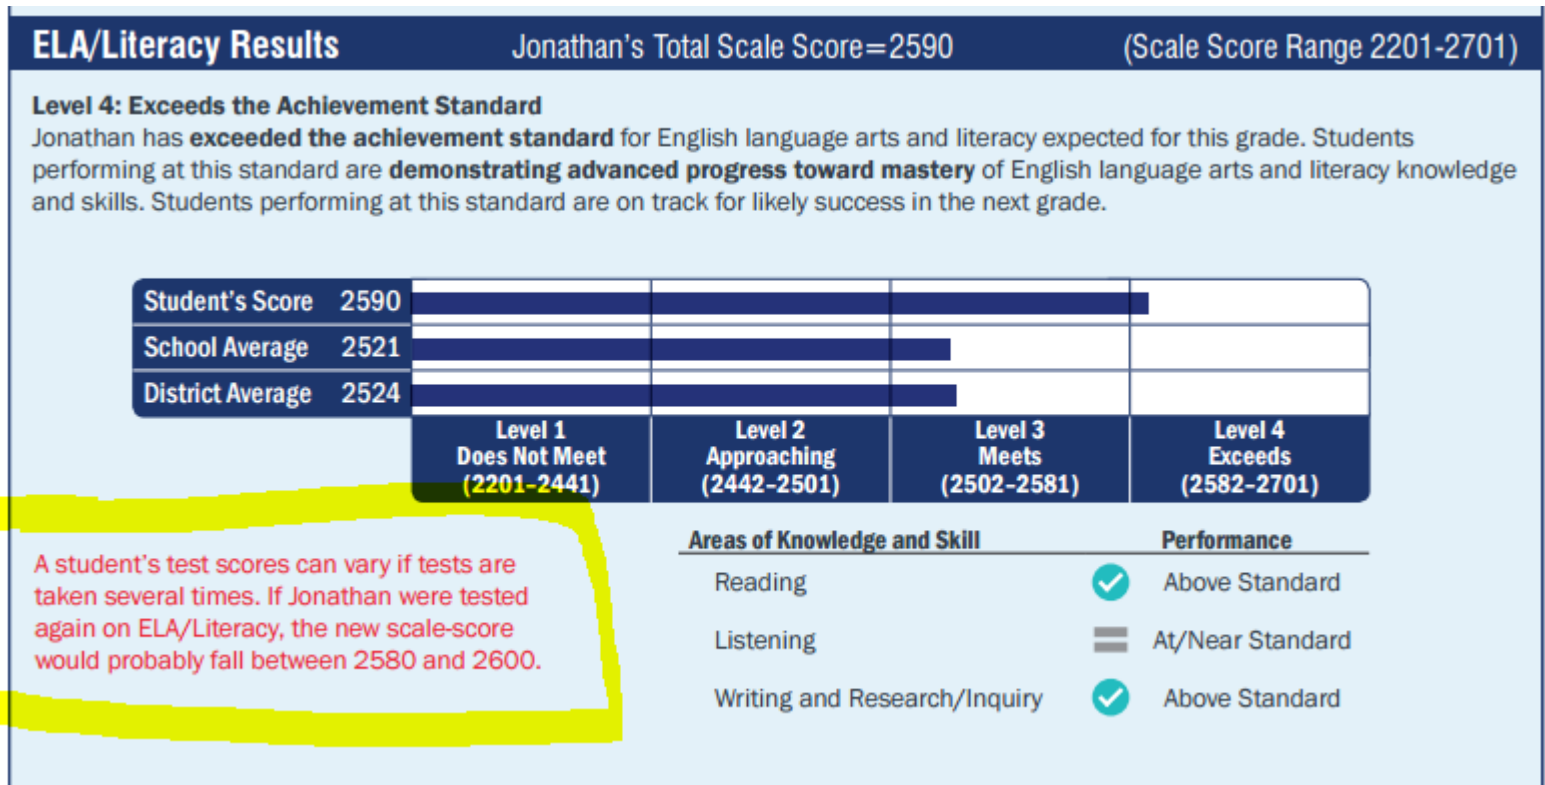 ELA/Literacy Results Jonathan's Total Scale Score=2590 (Scale Score Range 2201-2701)
Level 4: Exceeds the Achievement Standard
Jonathan has exceeded the achievement standard for English language arts and literacy expected for this grade. Students
performing at this standard are demonstrating advanced progress toward mastery of English language arts and literacy knowledge
and skills. Students performing at this standard are on track for likely success in the next grade.
Student's Score 2590
School Average 2521
District Average 2524
Level 1 Level 2 Level 3 Level 4
Does Not Meet Approaching Meets Exceeds
(2201–2441) (2442–2501) (2502–2581) (2582–2701)
A student's test scores can vary if tests are
taken several times. If Jonathan were tested
again on ELA/Literacy, the new scale-score
would probably fall between 2580 and 2600.
Areas of Knowledge and Skill Performance
Reading Above Standard
Listening At/Near Standard
Writing and Research/Inquiry Above Standard